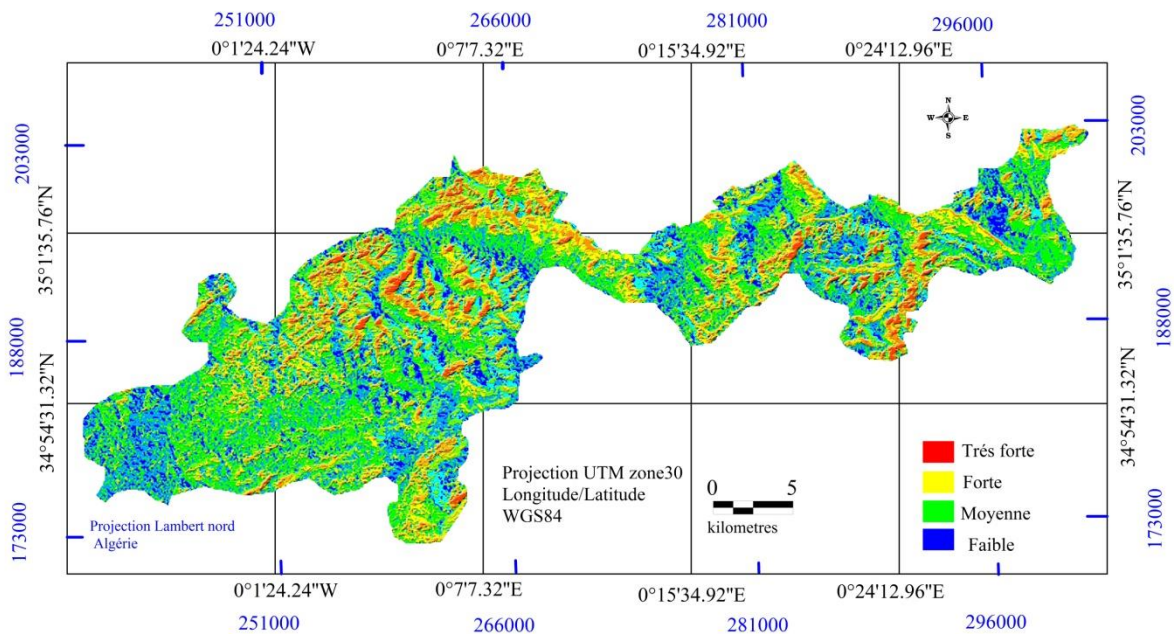 251000 266000 281000 296000
0°1'24.24"W 0°7'7.32"E 0°15'34.92"E 0°24'12.96"E
N
W E
S
203000 203000
35°1'35.76"N 35°1'35.76"N
188000 188000
34°54'31.32"N 34°54'31.32"N
173000 173000
Projection UTM zone30
Longitude/Latitude
WGS84
0 5
kilometres
Trés forte
Forte
Moyenne
Faible
Projection Lambert nord
Algérie
0°1'24.24"W 0°7'7.32"E 0°15'34.92"E 0°24'12.96"E
251000 266000 281000 296000